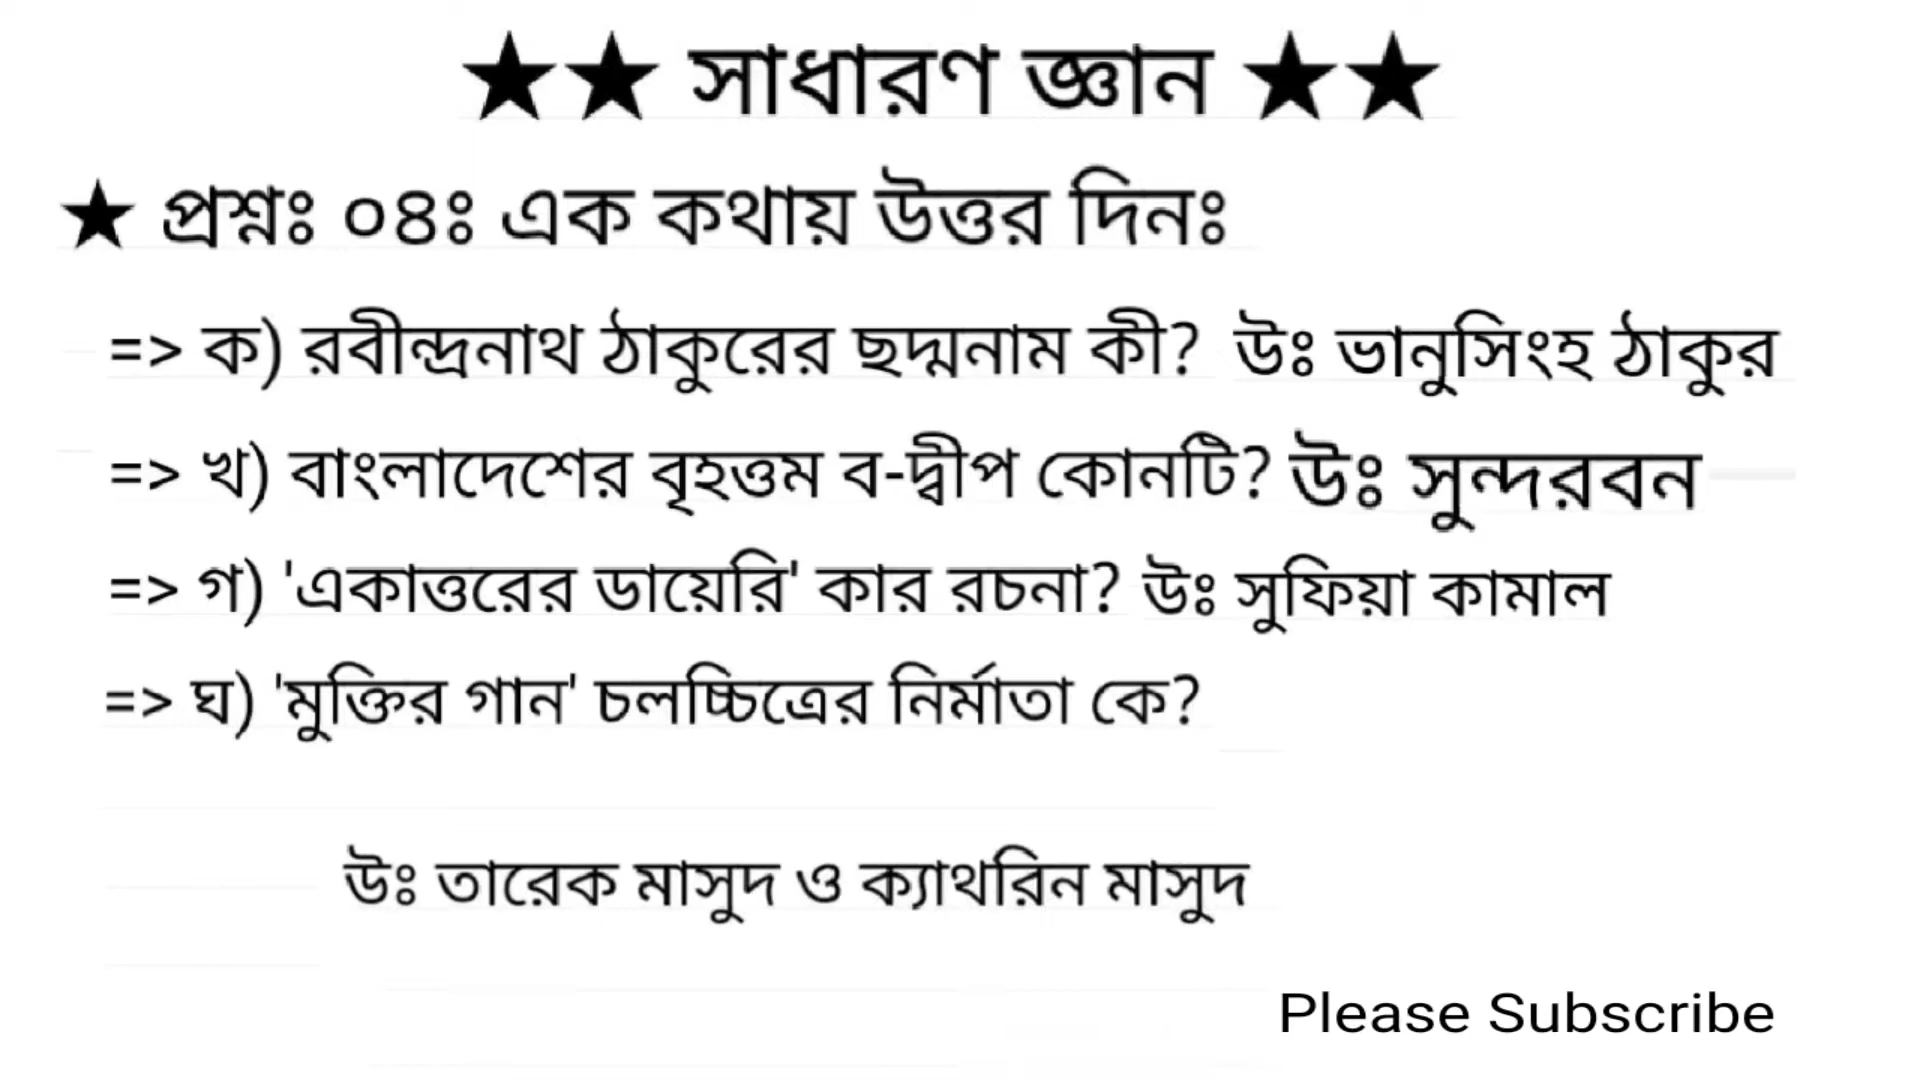 ★★ সাধারণ জ্ঞান ★★
★ প্রশ্নঃ ০৪ঃ এক কথায় উত্তর দিনঃ
=> ক) রবীন্দ্রনাথ ঠাকুরের ছদ্মনাম কী? উঃ ভানুসিংহ ঠাকুর
=> খ) বাংলাদেশের বৃহত্তম ব-দ্বীপ কোনটি? উঃ সুন্দরবন
=> গ) 'একাত্তরের ডায়েরি' কার রচনা? উঃ সুফিয়া কামাল
=> ঘ) 'মুক্তির গান' চলচ্চিত্রের নির্মাতা কে?
উঃ তারেক মাসুদ ও ক্যাথরিন মাসুদ
Please Subscribe